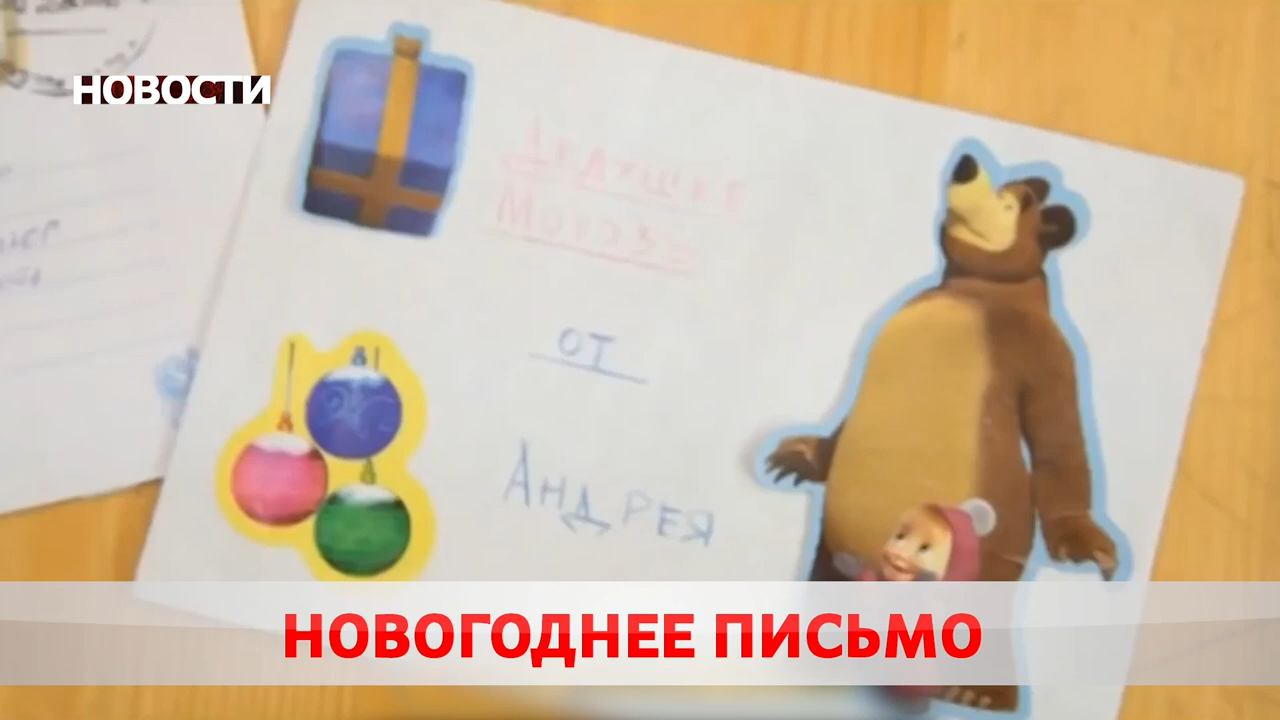 НОВОСТИ
Дедушке
Морозу
от
Андрея
НОВОГОДНЕЕ ПИСЬМО